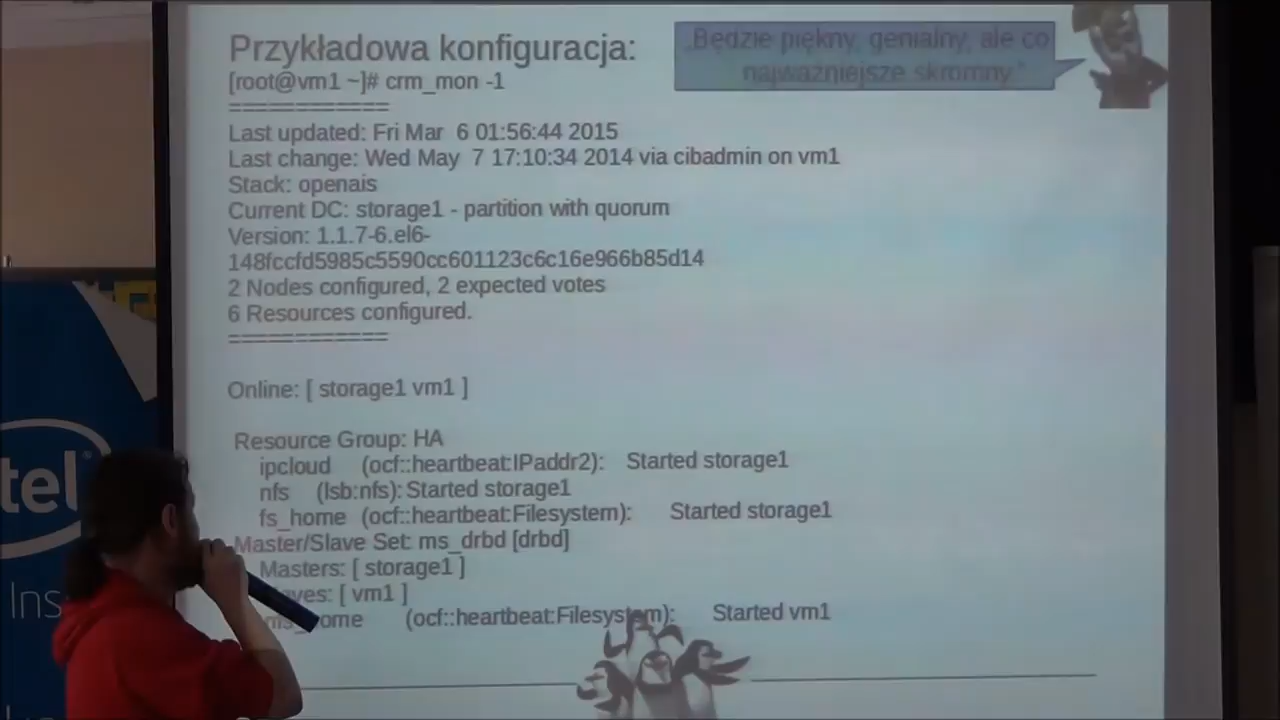 Przykładowa konfiguracja:
„Będzie piękny, genialny, ale co
najważniejsze skromny.”
[root@vm1 ~]# crm_mon -1
============
Last updated: Fri Mar 6 01:56:44 2015
Last change: Wed May 7 17:10:34 2014 via cibadmin on vm1
Stack: openais
Current DC: storage1 - partition with quorum
Version: 1.1.7-6.el6-
148fccfd5985c5590cc601123c6c16e966b85d14
2 Nodes configured, 2 expected votes
6 Resources configured.
============
Online: [ storage1 vm1 ]
Resource Group: HA
ipcloud (ocf::heartbeat:IPaddr2): Started storage1
nfs (lsb:nfs): Started storage1
fs_home (ocf::heartbeat:Filesystem): Started storage1
Master/Slave Set: ms_drbd [drbd]
Masters: [ storage1 ]
aves: [ vm1 ]
ome (ocf::heartbeat:Filesystem): Started vm1
tel
Ins